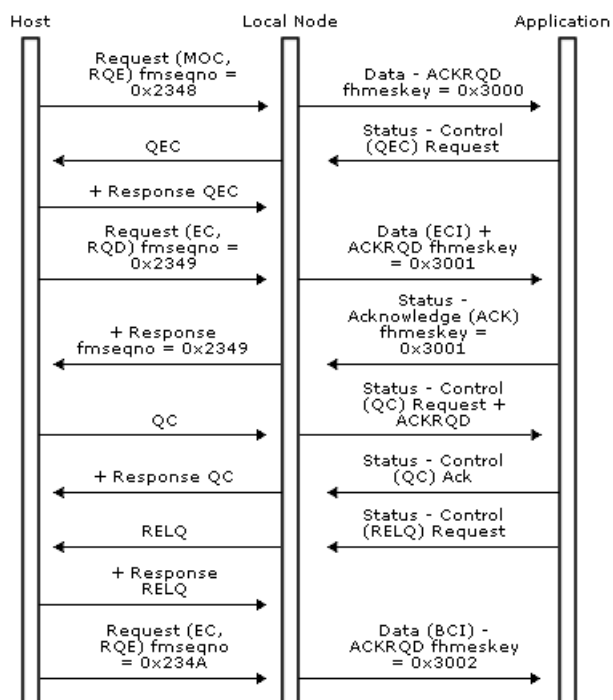 Host
Local Node
Application
Request (MOC,
RQE) fmseqno =
0x2348
Data - ACKRQD
fhmeskey = 0x3000
QEC
Status - Control
(QEC) Request
+ Response QEC
Request (EC,
RQD) fmseqno =
0x2349
Data (ECI) +
ACKRQD fhmeskey
= 0x3001
+ Response
fmseqno = 0x2349
Status -
Acknowledge (ACK)
fhmeskey =
0x3001
QC
Status - Control
(QC) Request +
ACKRQD
+ Response QC
Status - Control
(QC) Ack
RELQ
Status - Control
(RELQ) Request
+ Response
RELQ
Request (EC,
RQE) fmseqno
= 0x234A
Data (BCI) -
ACKRQD fhmeskey
= 0x3002